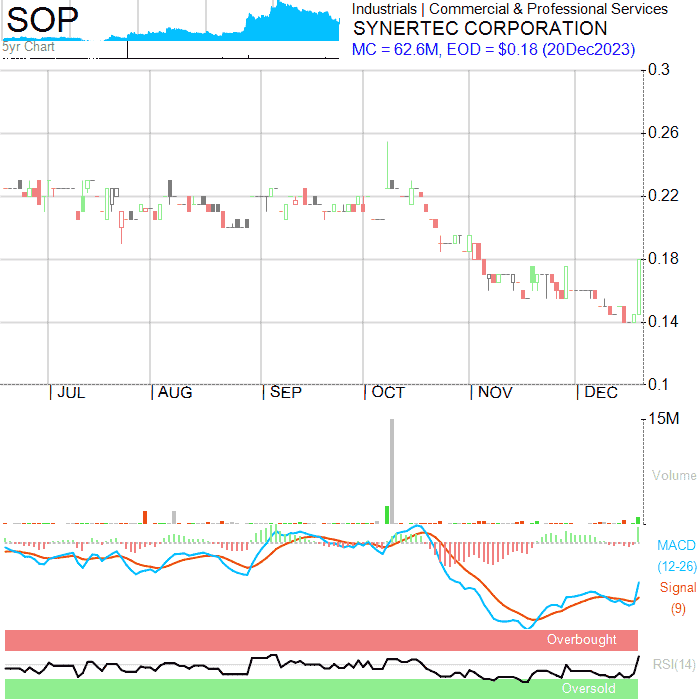 SOP
5yr Chart
Industrials | Commercial & Professional Services
SYNERTEC CORPORATION
MC = 62.6M, EOD = $0.18 (20Dec2023)
0.3
0.26
0.22
0.18
0.14
0.1
JUL AUG SEP OCT NOV DEC
15M
Volume
MACD
(12-26)
Signal
(9)
Overbought
RSI(14)
Oversold